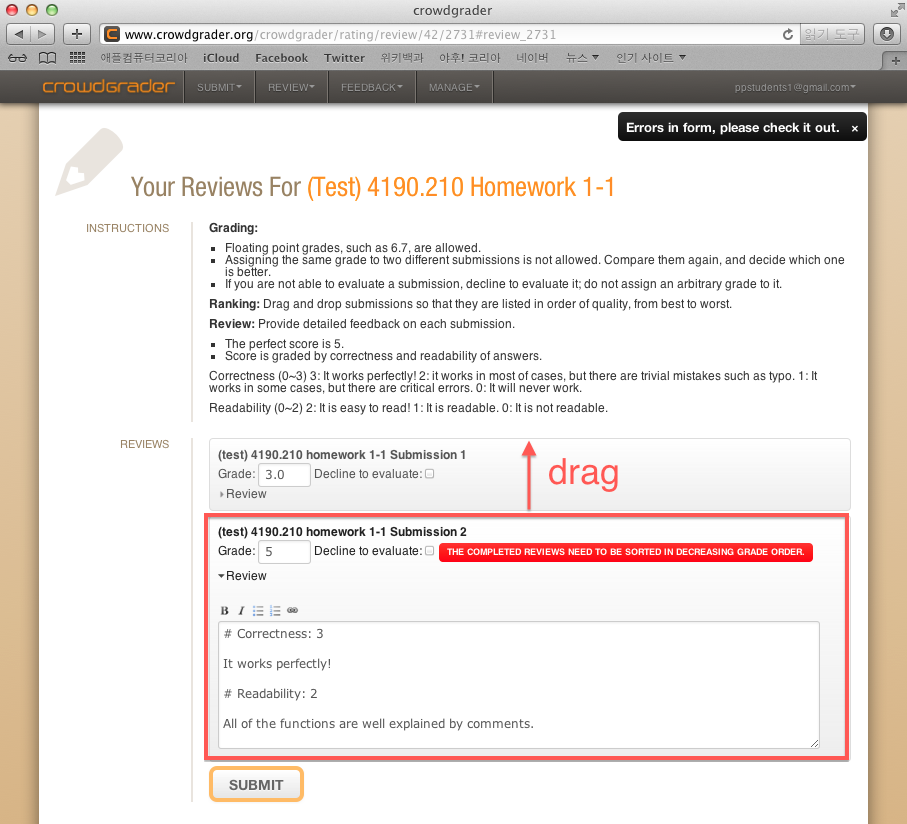 crowdgrader
www.crowdgrader.org/crowdgrader/rating/review/42/2731#review_2731
읽기 도구
애플컴퓨터코리아 iCloud Facebook Twitter 위키백과 야후! 코리아 네이버 뉴스 ▼ 인기 사이트 ▼
crowdgrader SUBMIT REVIEW FEEDBACK MANAGE ppstudents1@gmail.com
Errors in form, please check it out. ×
Your Reviews For (Test) 4190.210 Homework 1-1
INSTRUCTIONS
Grading:
Floating point grades, such as 6.7, are allowed.
Assigning the same grade to two different submissions is not allowed. Compare them again, and decide which one
is better.
If you are not able to evaluate a submission, decline to evaluate it; do not assign an arbitrary grade to it.
Ranking: Drag and drop submissions so that they are listed in order of quality, from best to worst.
Review: Provide detailed feedback on each submission.
The perfect score is 5.
Score is graded by correctness and readability of answers.
Correctness (0~3) 3: It works perfectly! 2: it works in most of cases, but there are trivial mistakes such as typo. 1: It
works in some cases, but there are critical errors. 0: It will never work.
Readability (0~2) 2: It is easy to read! 1: It is readable. 0: It is not readable.
REVIEWS
(test) 4190.210 homework 1-1 Submission 1
Grade: 3.0 Decline to evaluate:
Review
drag
(test) 4190.210 homework 1-1 Submission 2
Grade: 5 Decline to evaluate: THE COMPLETED REVIEWS NEED TO BE SORTED IN DECREASING GRADE ORDER.
Review
B I
# Correctness: 3
It works perfectly!
# Readability: 2
All of the functions are well explained by comments.
SUBMIT